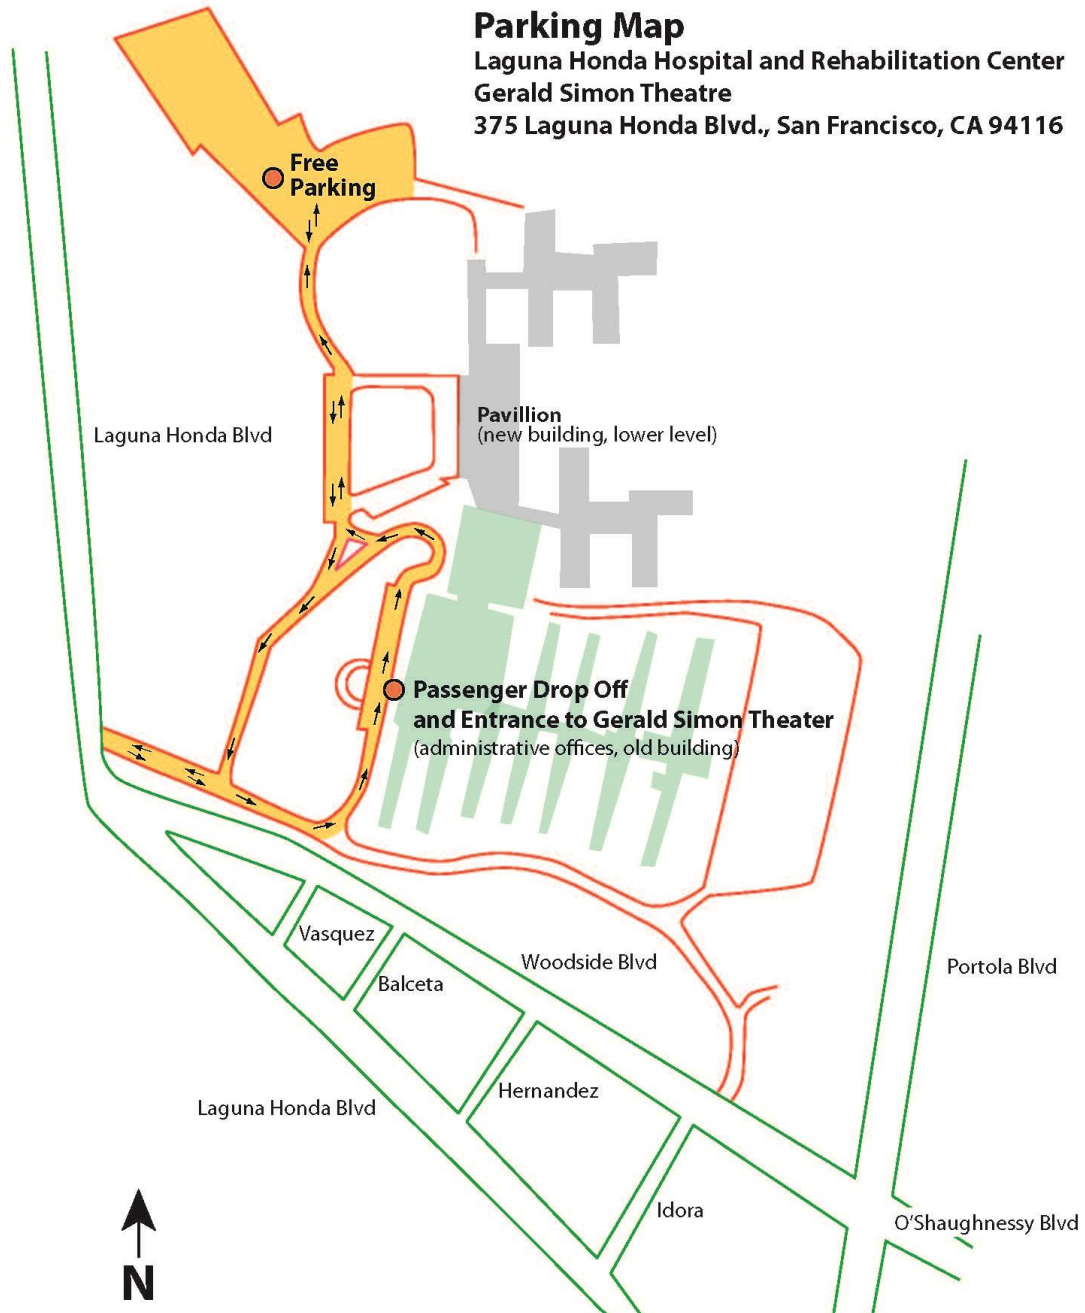 Parking Map
Laguna Honda Hospital and Rehabilitation Center
Gerald Simon Theatre
375 Laguna Honda Blvd., San Francisco, CA 94116
Free
Parking
Laguna Honda Blvd
Pavillion
(new building, lower level)
Passenger Drop Off
and Entrance to Gerald Simon Theater
(administrative offices, old building)
Vasquez
Woodside Blvd
Portola Blvd
Balceta
Hernandez
Laguna Honda Blvd
Idora
O'Shaughnessy Blvd
N